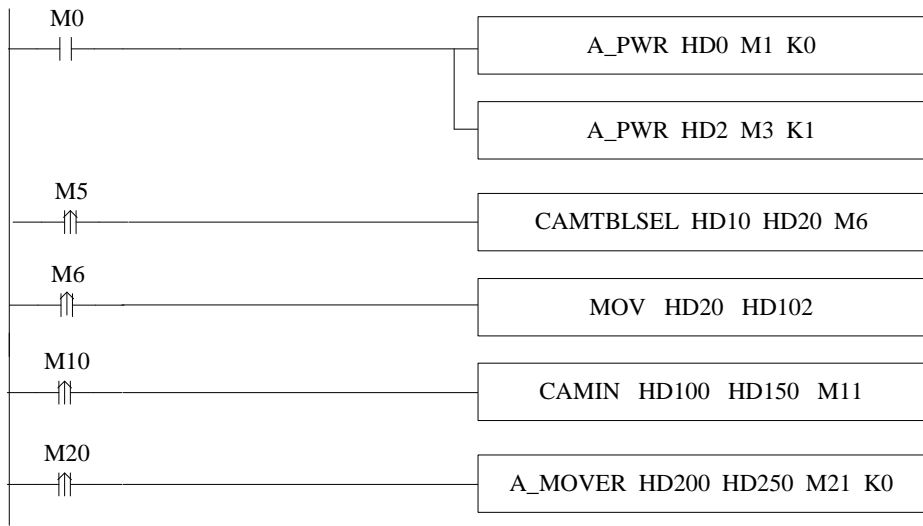 M0
A_PWR HD0 M1 K0
A_PWR HD2 M3 K1
M5
CAMTBLSEL HD10 HD20 M6
M6
MOV HD20 HD102
M10
CAMIN HD100 HD150 M11
M20
A_MOVER HD200 HD250 M21 K0